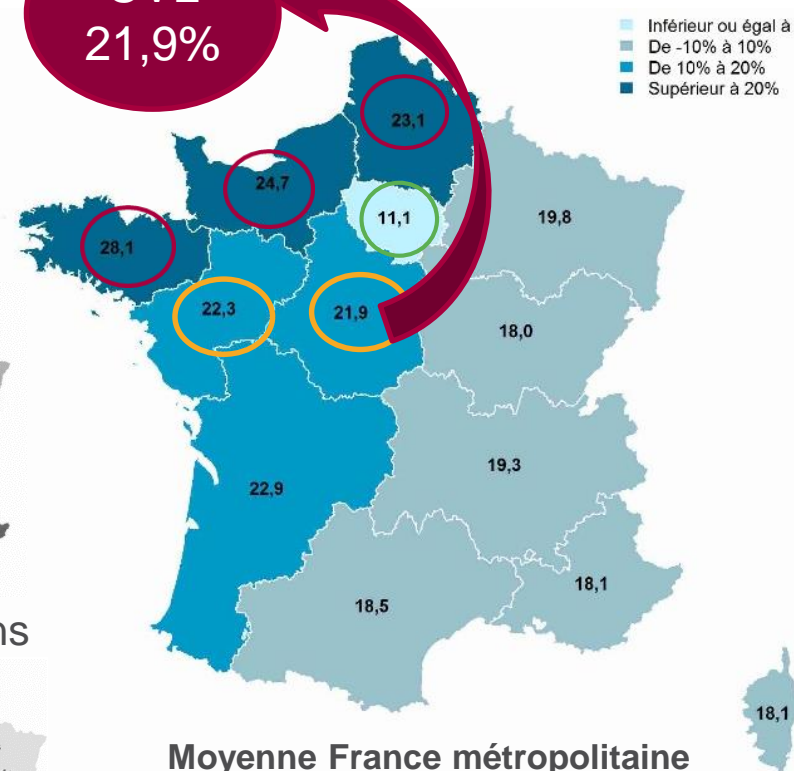 21,9%
Inférieur ou égal à
De -10% à 10%
De 10% à 20%
Supérieur à 20%
23,1
24,7
11,1
19,8
28,1
22,3
21,9
18,0
19,3
22,9
18,1
18,5
18,1
Moyenne France métropolitaine